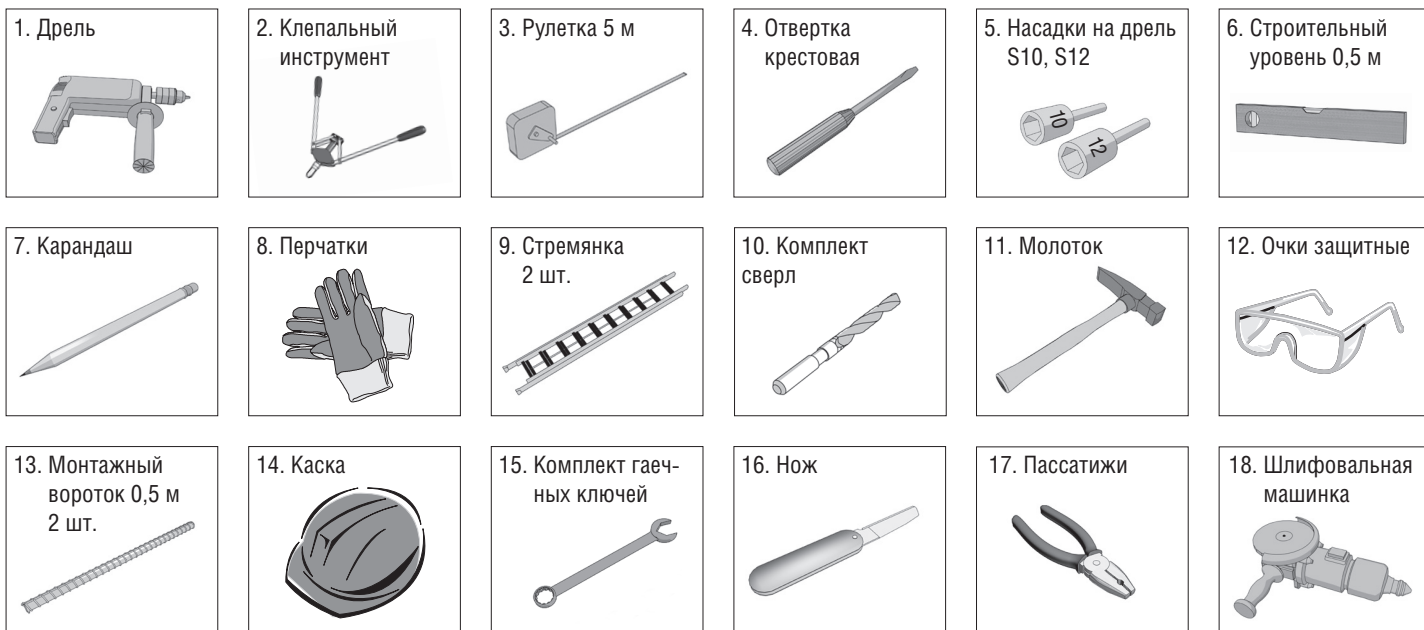 1. Дрель
2. Клепальный
инструмент
3. Рулетка 5 м
4. Отвертка
крестовая
5. Насадки на дрель
S10, S12
10
12
6. Строительный
уровень 0,5 м
7. Карандаш
8. Перчатки
9. Стремянка
2 шт.
10. Комплект
сверл
11. Молоток
12. Очки защитные
13. Монтажный
вороток 0,5 м
2 шт.
14. Каска
15. Комплект гаеч-
ных ключей
16. Нож
17. Пассатижи
18. Шлифовальная
машинка